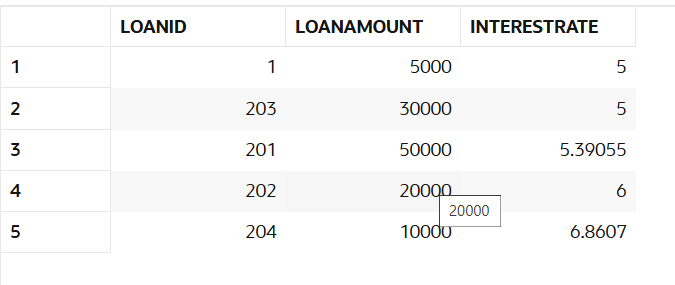 LOANID LOANAMOUNT INTERESTRATE
1 1 5000 5
2 203 30000 5
3 201 50000 5.39055
4 202 20000 6
20000
5 204 10000 6.8607